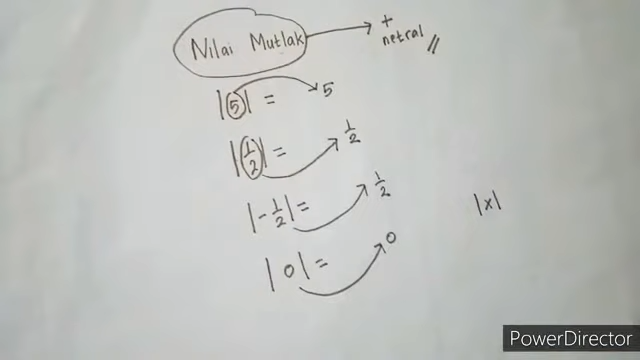 Nilai Mutlak → +
netral //
|5| = 5
|1/2| = 1/2
|-1/2| = 1/2
|x|
|0| = 0
PowerDirector